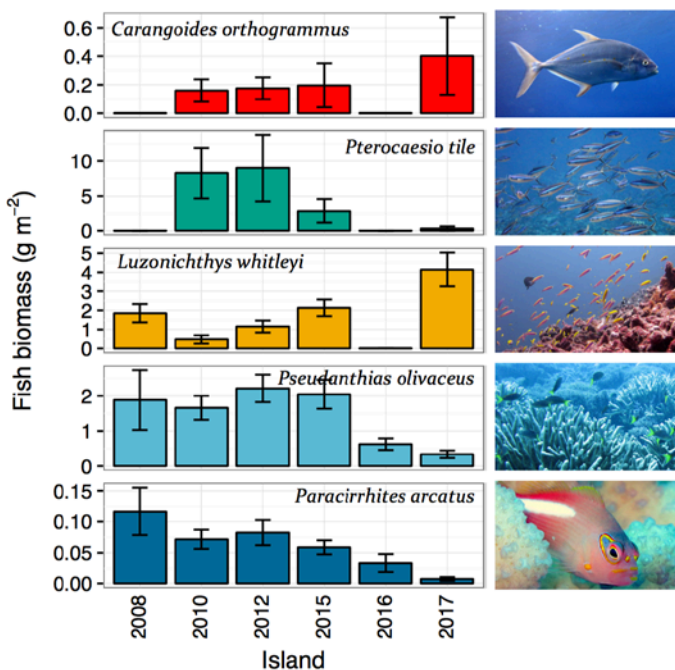 Fish biomass (g m⁻²)
Carangoides orthogrammus
0.6
0.4
0.2
0.0
Pterocaesio tile
10
5
0
Luzonichthys whitleyi
5
4
3
2
1
0
Pseudanthias olivaceus
2
1
0
Paracirrhites arcatus
0.15
0.10
0.05
0.00
2008 2010 2012 2015 2016 2017
Island